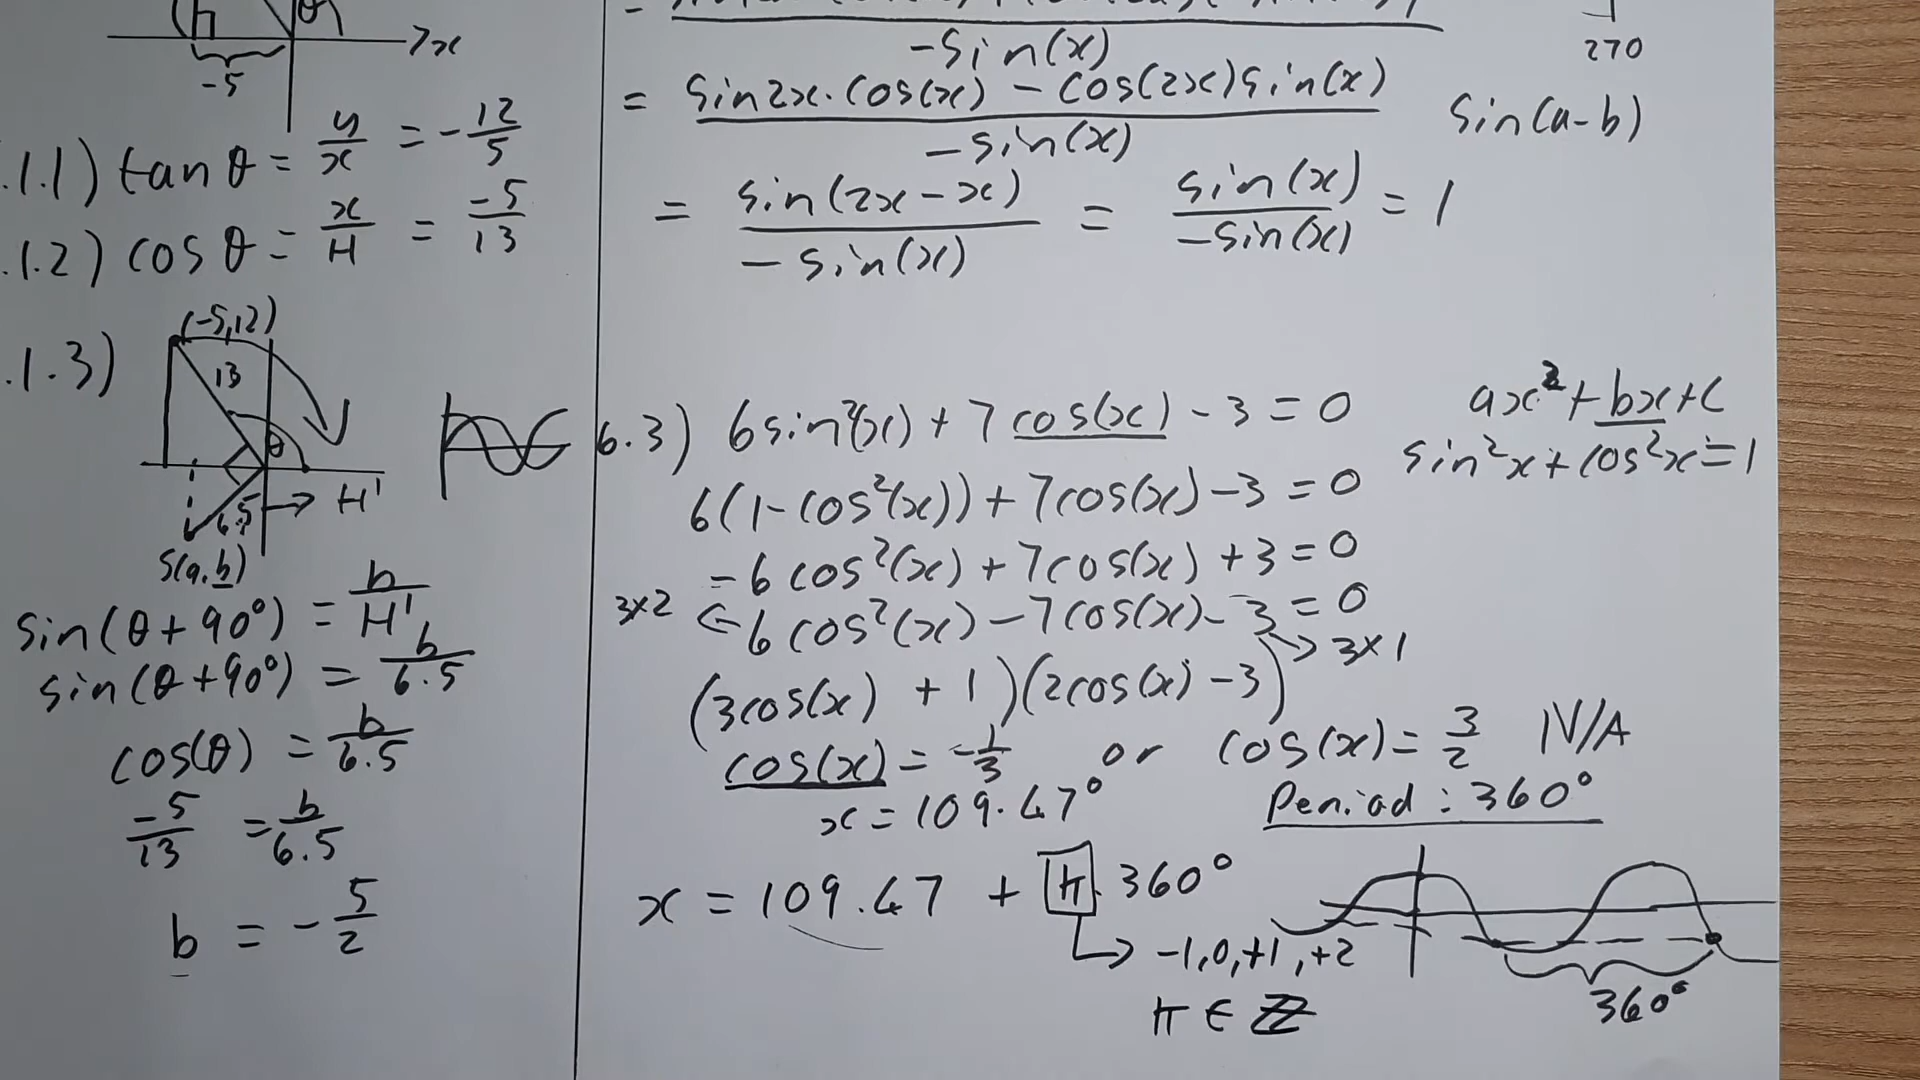 θ
>x
-5
.1.1) tan θ = y/x = -12/5
.1.2) cos θ = x/H = -5/13
.1.3)
(-5,12)
13
θ
6.5
H'
S(a,b)
sin(θ+90°) = b/H'
sin(θ+90°) = b/6.5
cos(θ) = b/6.5
-5/13 = b/6.5
b = -5/2
-sin(x)
= sin2x.cos(x) - cos(2x)sin(x) / -sin(x)
sin(a-b)
270
= sin(2x-x) / -sin(x) = sin(x) / -sin(x) = 1
6.3) 6sin²(x) + 7cos(x) - 3 = 0
ax² + bx + c
sin²x + cos²x = 1
6(1-cos²(x)) + 7cos(x) - 3 = 0
-6cos²(x) + 7cos(x) + 3 = 0
3x2 ← 6cos²(x) - 7cos(x) - 3 = 0
→ 3x1
(3cos(x) + 1)(2cos(x) - 3)
cos(x) = -1/3 or cos(x) = 3/2 N/A
x = 109.47°
Period : 360°
x = 109.47 + k.360°
→ -1,0,+1,+2
k ∈ ℤ
360°